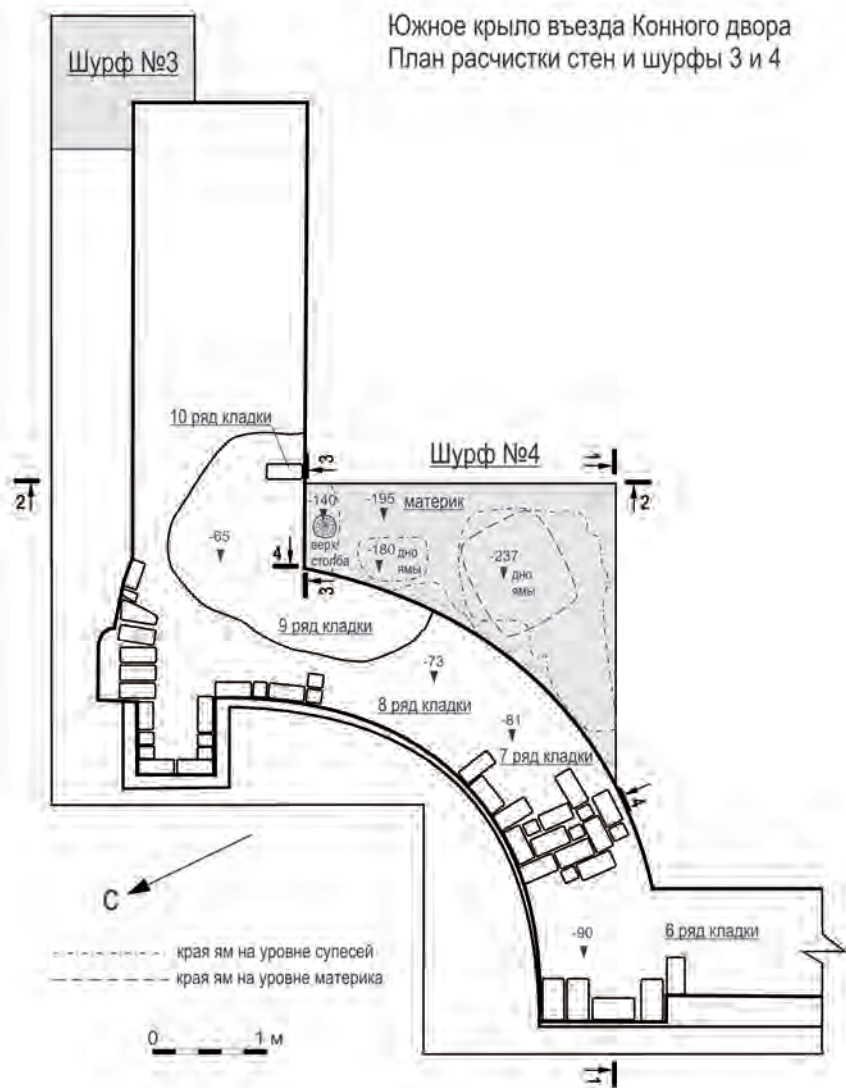 Южное крыло въезда Конного двора
План расчистки стен и шурфы 3 и 4
Шурф №3
10 ряд кладки
Шурф №4
3
1
2
2
-140
-195 материк
верх
столба
-65
4
-180 дно
ямы
-237
дно
ямы
3
9 ряд кладки
-73
8 ряд кладки
-81
7 ряд кладки
4
С
-90
6 ряд кладки
края ям на уровне супесей
края ям на уровне материка
0 1 м
1